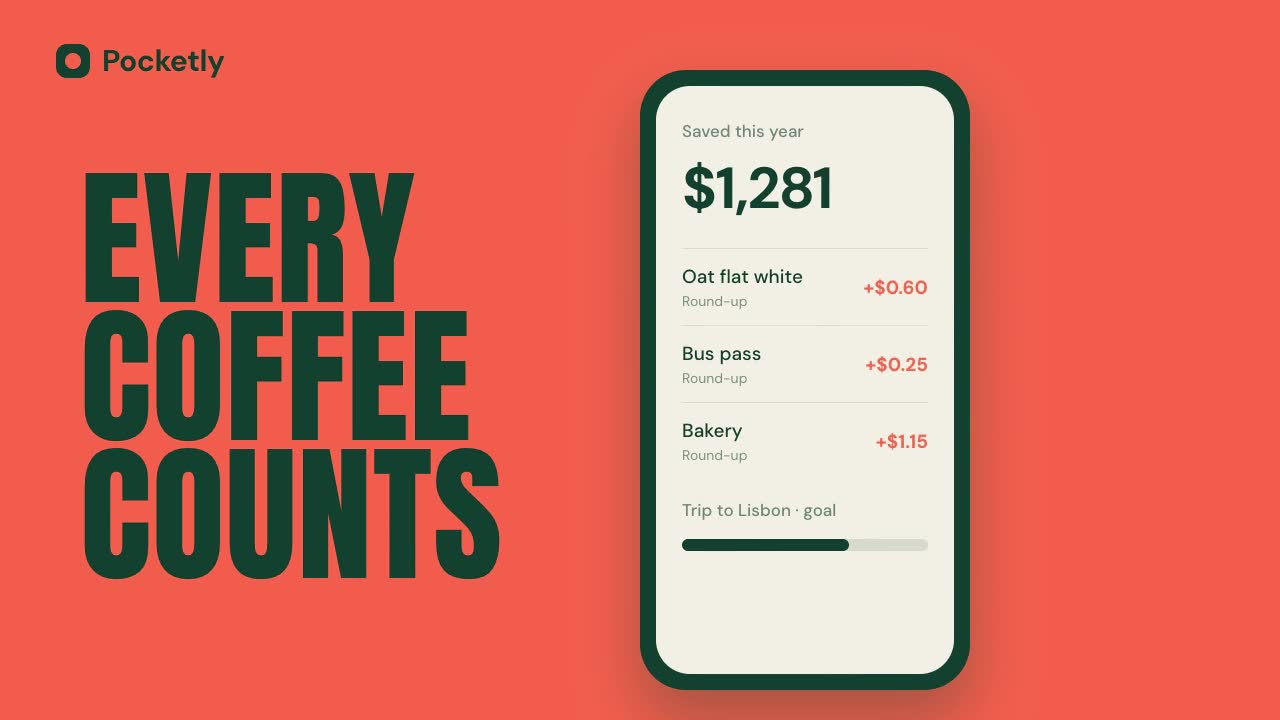 Pocketly
EVERY
COFFEE
COUNTS
Saved this year
$1,281
Oat flat white
Round-up
+$0.60
Bus pass
Round-up
+$0.25
Bakery
Round-up
+$1.15
Trip to Lisbon · goal